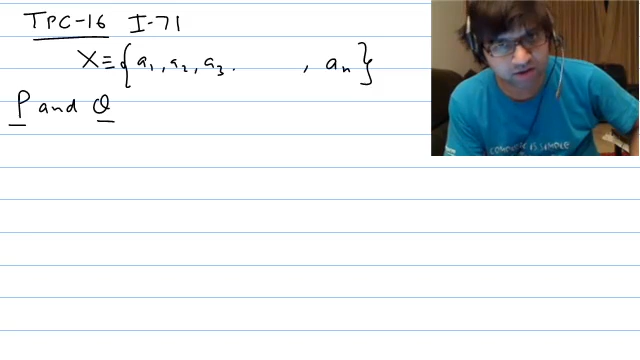 TPC-16 I-71
X ≡ {a₁, a₂, a₃ . , aₙ}
P and Q